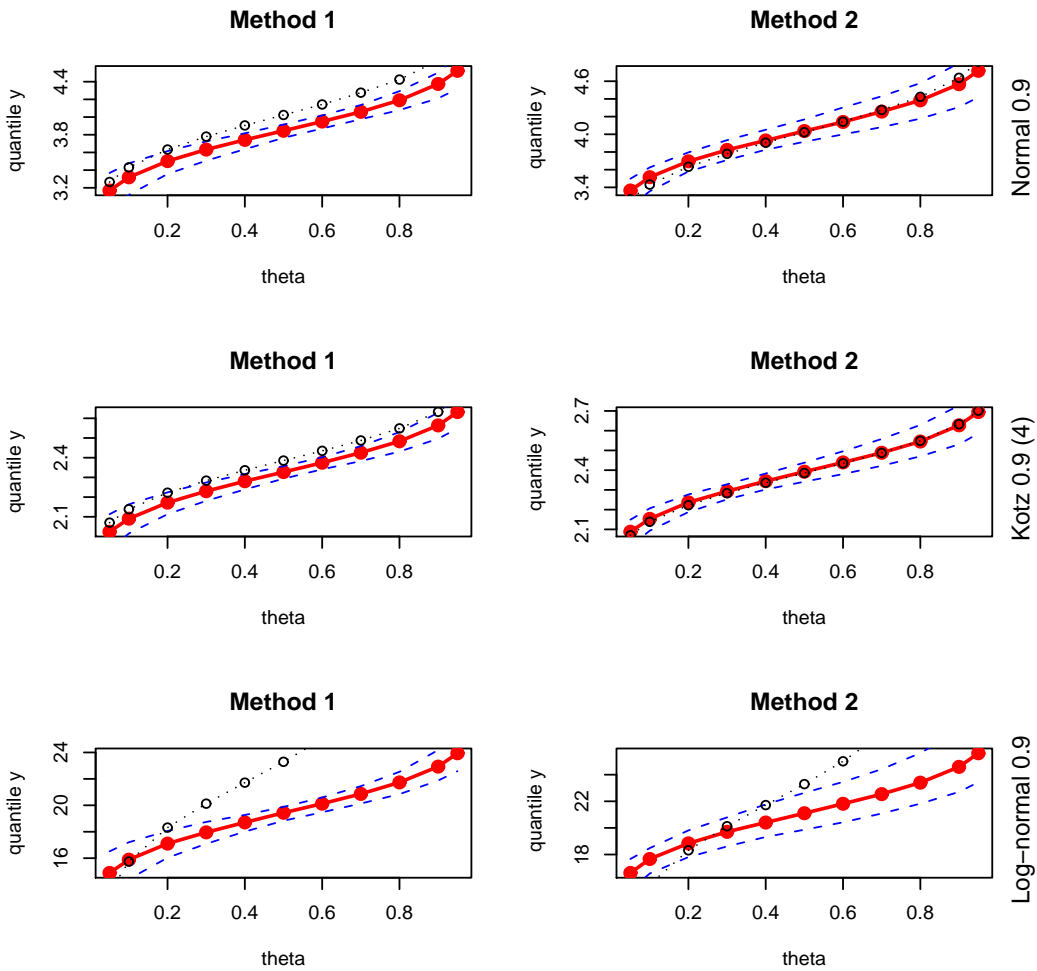 Method 1
quantile y
3.2 3.8 4.4
0.2 0.4 0.6 0.8
theta
Method 2
quantile y
3.4 4.0 4.6
0.2 0.4 0.6 0.8
theta
Normal 0.9
Method 1
quantile y
2.1 2.4
0.2 0.4 0.6 0.8
theta
Method 2
quantile y
2.1 2.4 2.7
0.2 0.4 0.6 0.8
theta
Kotz 0.9 (4)
Method 1
quantile y
16 20 24
0.2 0.4 0.6 0.8
theta
Method 2
quantile y
18 22
0.2 0.4 0.6 0.8
theta
Log−normal 0.9